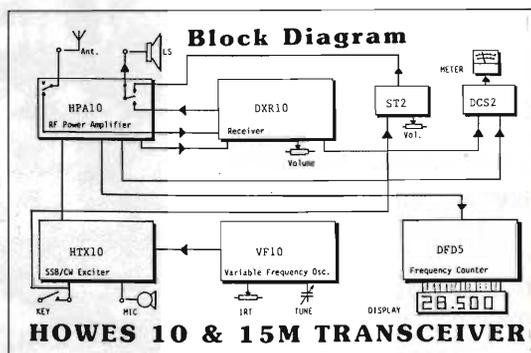 Block Diagram
Ant.
LS
METER
HPA10
RF Power Amplifier
DXR10
Receiver
ST2
DCS2
Volume
Vol.
HTX10
SSB/CW Exciter
VF10
Variable Frequency Osc.
DFD5
Frequency Counter
KEY
MIC
IRT
TUNE
DISPLAY
28.500
HOWES 10 & 15M TRANSCEIVER